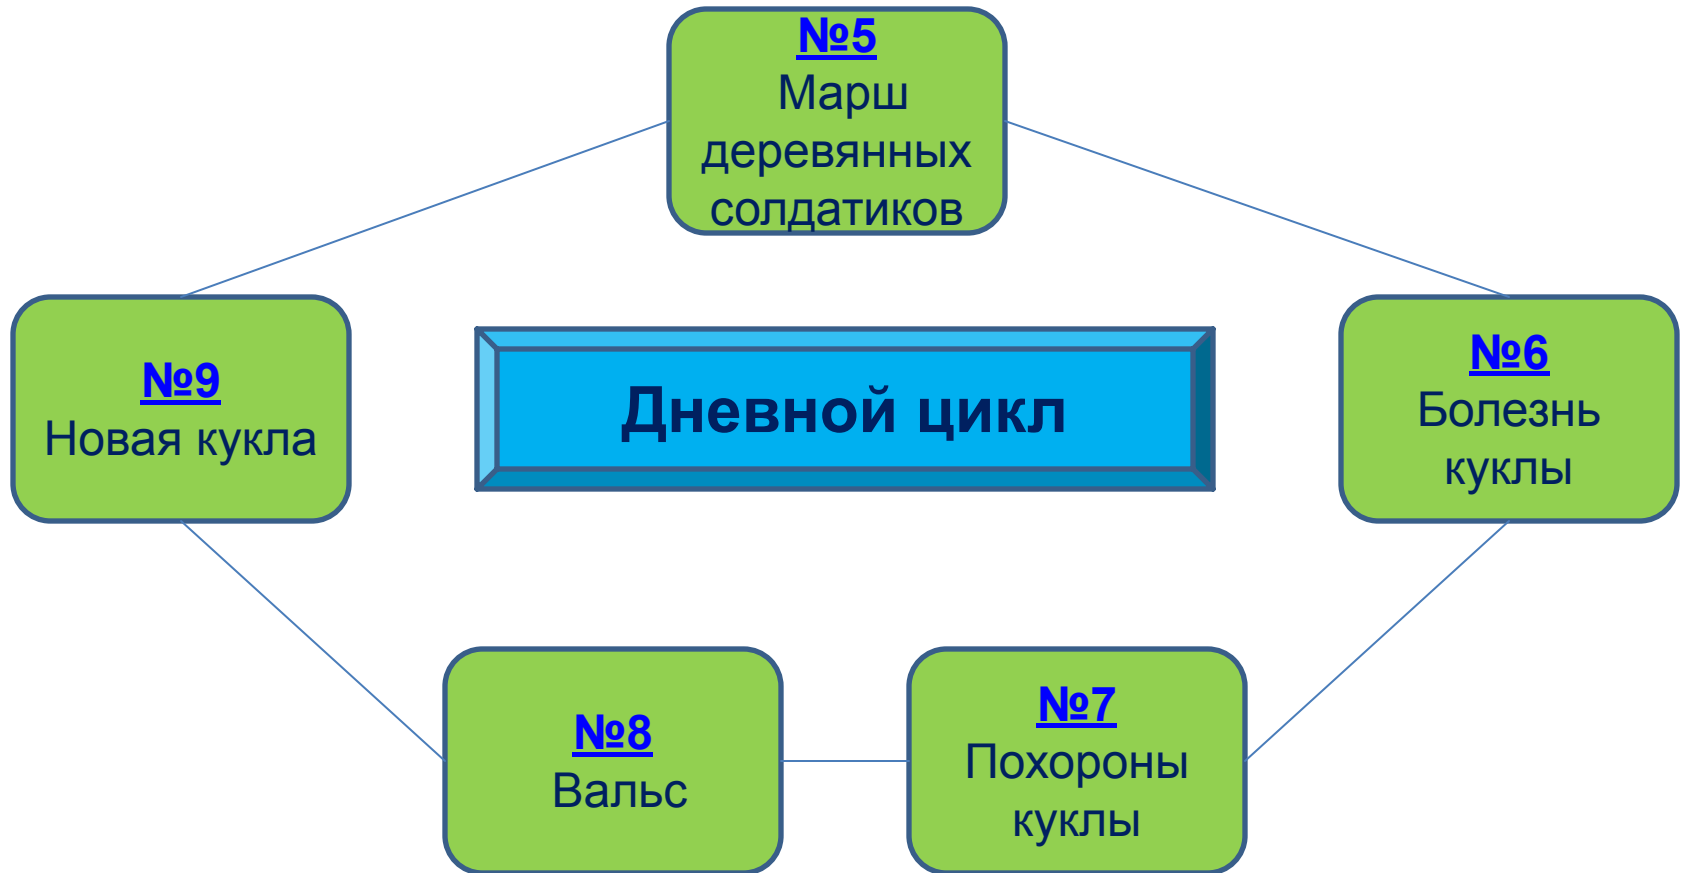 №5
Марш
деревянных
солдатиков
№9
Новая кукла
Дневной цикл
№6
Болезнь
куклы
№8
Вальс
№7
Похороны
куклы